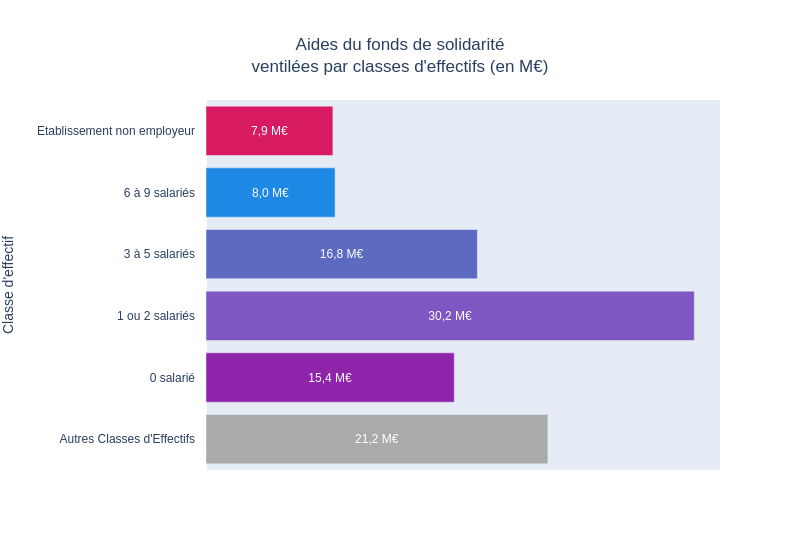 Aides du fonds de solidarité
ventilées par classes d'effectifs (en M€)
Classe d'effectif
Etablissement non employeur
7,9 M€
6 à 9 salariés
8,0 M€
3 à 5 salariés
16,8 M€
1 ou 2 salariés
30,2 M€
0 salarié
15,4 M€
Autres Classes d'Effectifs
21,2 M€